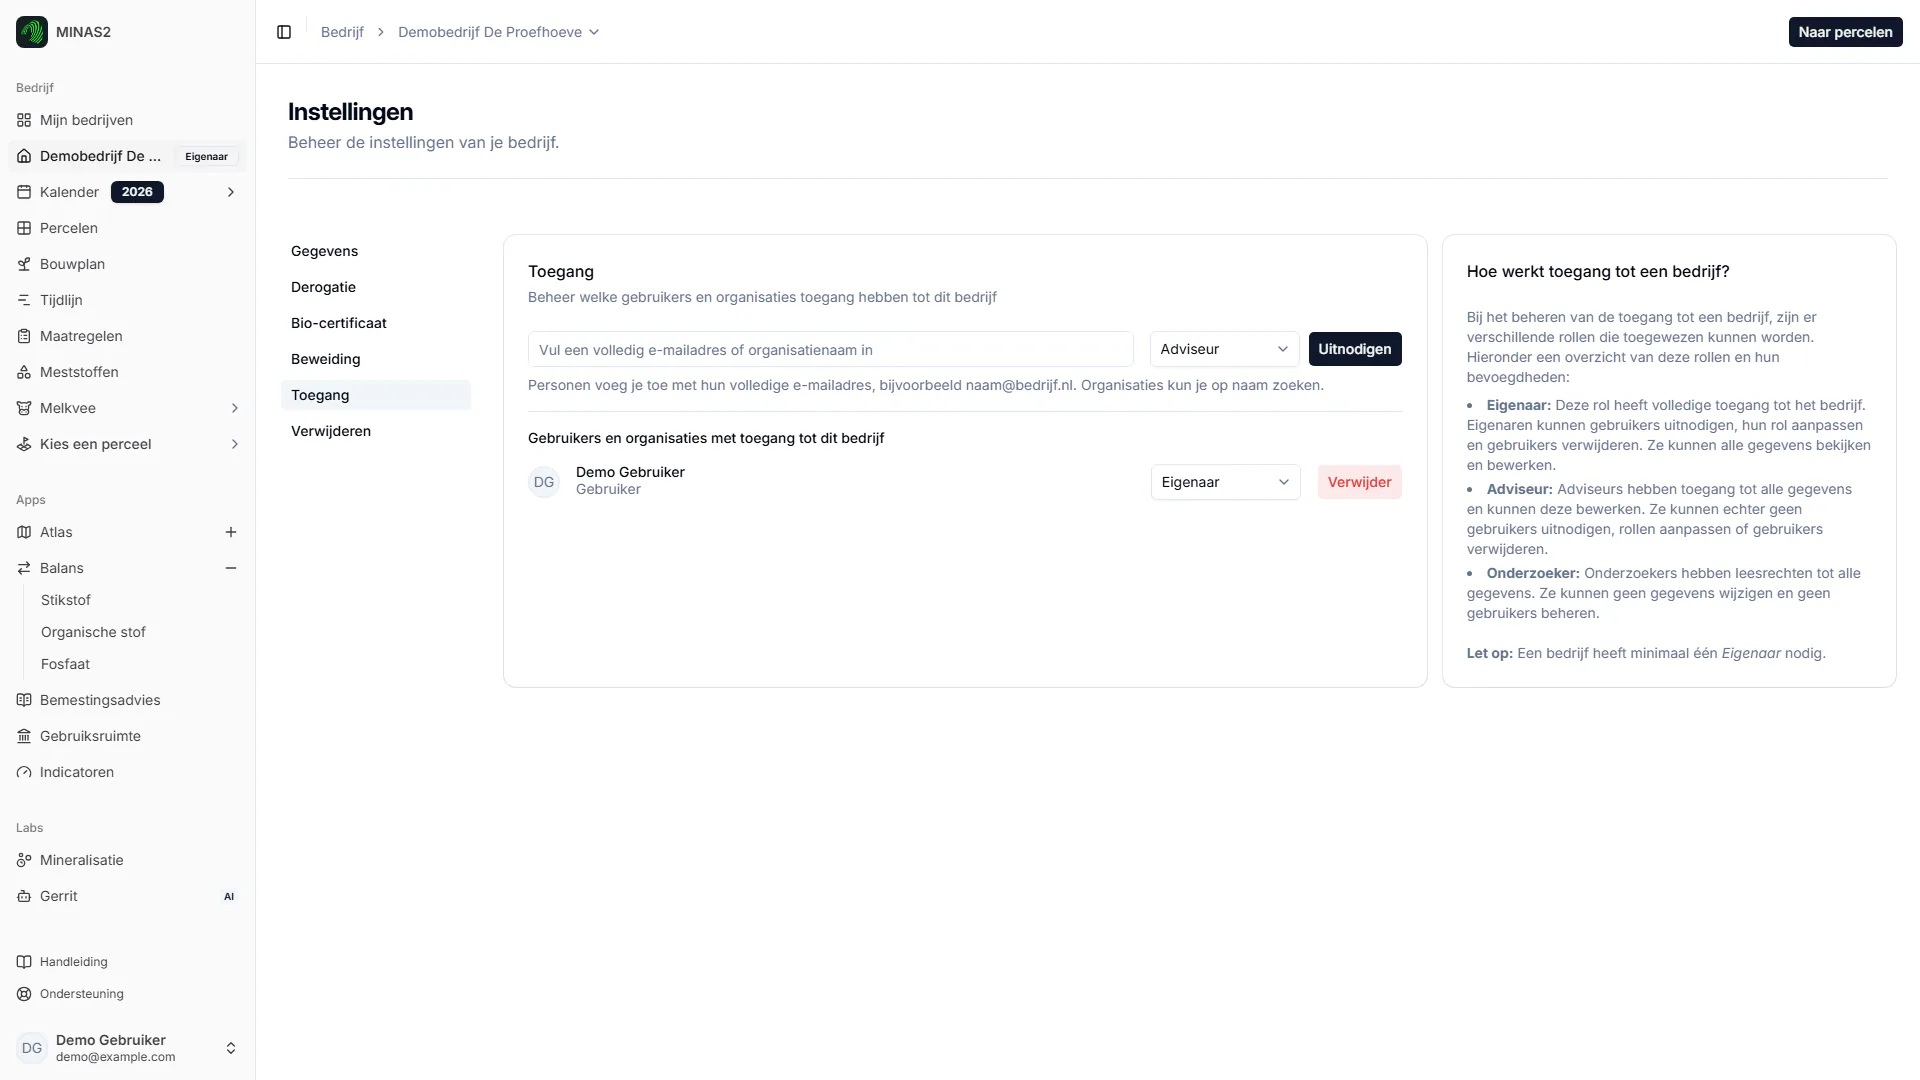 MINAS2
Bedrijf
Mijn bedrijven
Demobedrijf De ...
Eigenaar
Kalender
2026
Percelen
Bouwplan
Tijdlijn
Maatregelen
Meststoffen
Melkvee
Kies een perceel
Apps
Atlas
Balans
Stikstof
Organische stof
Fosfaat
Bemestingsadvies
Gebruiksruimte
Indicatoren
Labs
Mineralisatie
Gerrit
AI
Handleiding
Ondersteuning
DG
Demo Gebruiker
demo@example.com
Bedrijf
Demobedrijf De Proefhoeve
Naar percelen
Instellingen
Beheer de instellingen van je bedrijf.
Gegevens
Derogatie
Bio-certificaat
Beweiding
Toegang
Verwijderen
Toegang
Beheer welke gebruikers en organisaties toegang hebben tot dit bedrijf
Vul een volledig e-mailadres of organisatienaam in
Adviseur
Uitnodigen
Personen voeg je toe met hun volledige e-mailadres, bijvoorbeeld naam@bedrijf.nl. Organisaties kun je op naam zoeken.
Gebruikers en organisaties met toegang tot dit bedrijf
DG
Demo Gebruiker
Gebruiker
Eigenaar
Verwijder
Hoe werkt toegang tot een bedrijf?
Bij het beheren van de toegang tot een bedrijf, zijn er
verschillende rollen die toegewezen kunnen worden.
Hieronder een overzicht van deze rollen en hun
bevoegdheden:
• Eigenaar: Deze rol heeft volledige toegang tot het bedrijf.
Eigenaren kunnen gebruikers uitnodigen, hun rol aanpassen
en gebruikers verwijderen. Ze kunnen alle gegevens bekijken
en bewerken.
• Adviseur: Adviseurs hebben toegang tot alle gegevens
en kunnen deze bewerken. Ze kunnen echter geen
gebruikers uitnodigen, rollen aanpassen of gebruikers
verwijderen.
• Onderzoeker: Onderzoekers hebben leesrechten tot alle
gegevens. Ze kunnen geen gegevens wijzigen en geen
gebruikers beheren.
Let op: Een bedrijf heeft minimaal één Eigenaar nodig.